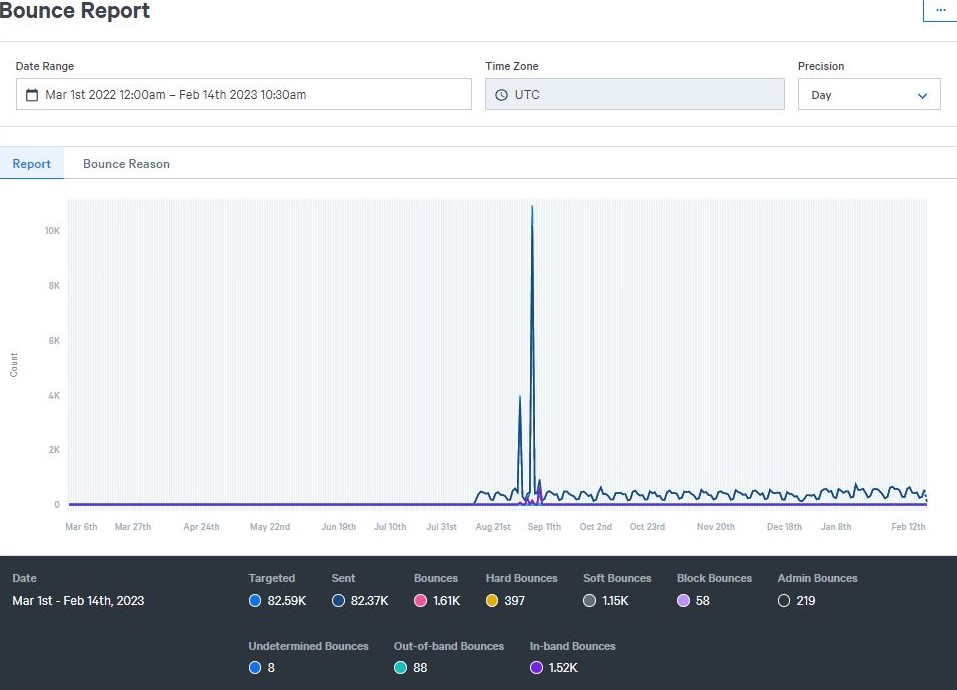 Bounce Report
...
Date Range Time Zone Precision
Mar 1st 2022 12:00am – Feb 14th 2023 10:30am UTC Day
Report Bounce Reason
10K
8K
6K
Count
4K
2K
0
Mar 6th Mar 27th Apr 24th May 22nd Jun 19th Jul 10th Jul 31st Aug 21st Sep 11th Oct 2nd Oct 23rd Nov 20th Dec 18th Jan 8th Feb 12th
Date Targeted Sent Bounces Hard Bounces Soft Bounces Block Bounces Admin Bounces
Mar 1st - Feb 14th, 2023 82.59K 82.37K 1.61K 397 1.15K 58 219
Undetermined Bounces Out-of-band Bounces In-band Bounces
8 88 1.52K